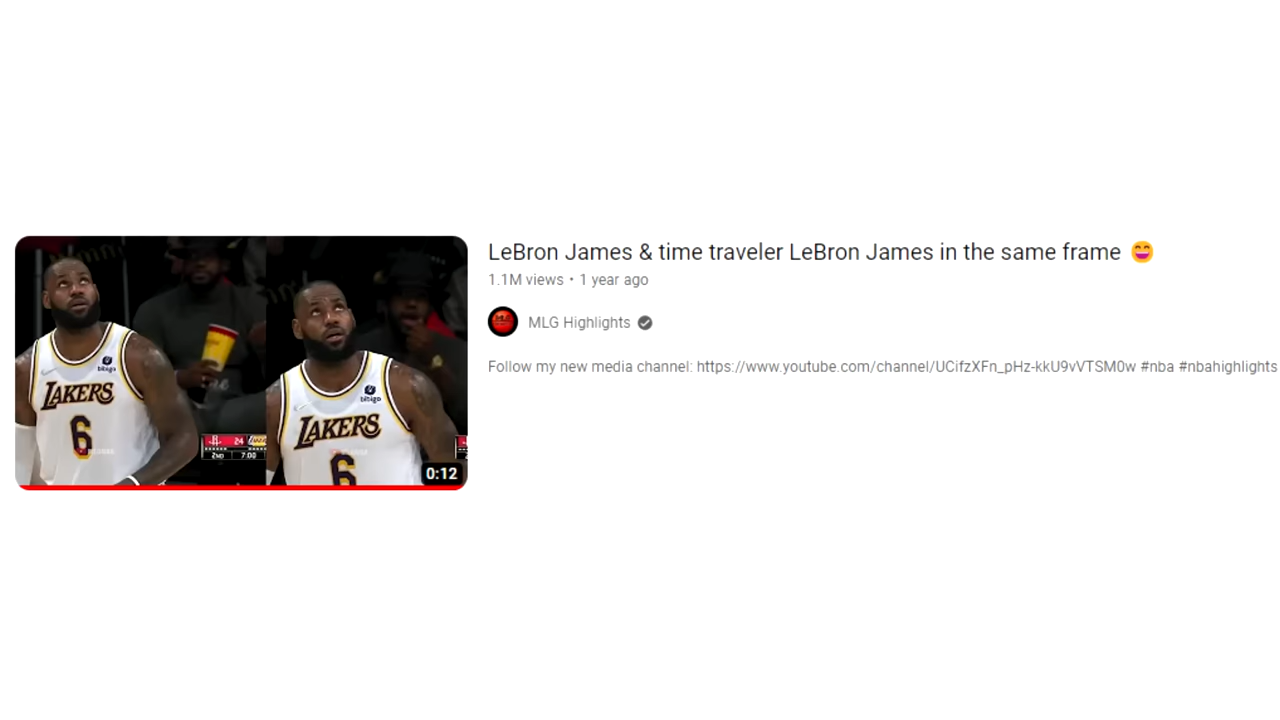 LeBron James & time traveler LeBron James in the same frame 😄
1.1M views • 1 year ago
MLG Highlights
Follow my new media channel: https://www.youtube.com/channel/UCifzXFn_pHz-kkU9vVTSM0w #nba #nbahighlights
bibigo
LAKERS
6
24
2ND 7:00
bibigo
LAKERS
6
0:12